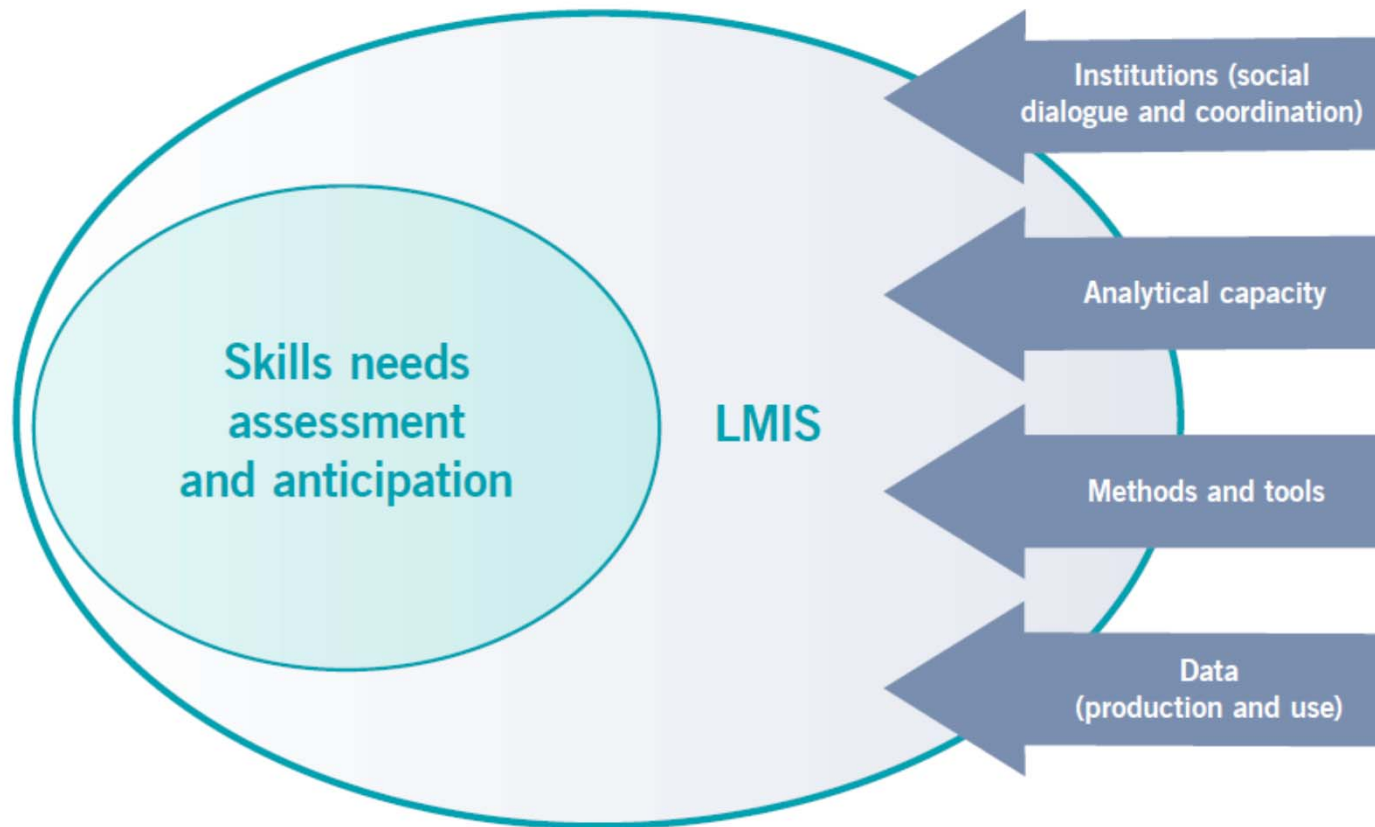 Institutions (social
dialogue and coordination)
Analytical capacity
Skills needs
assessment
and anticipation
LMIS
Methods and tools
Data
(production and use)